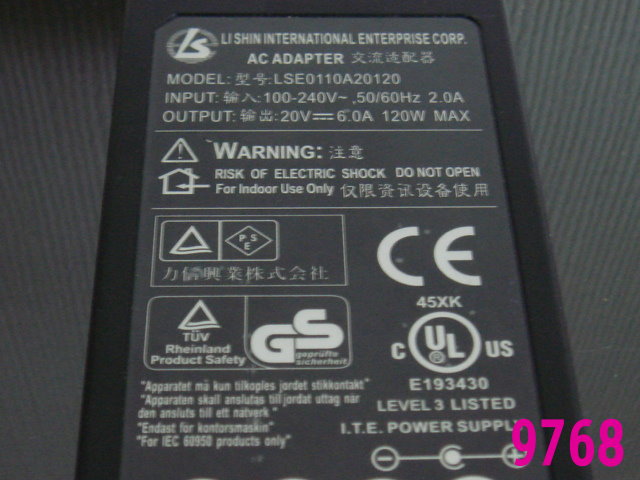 LS LI SHIN INTERNATIONAL ENTERPRISE CORP.
AC ADAPTER 交流适配器
MODEL: 型号: LSE0110A20120
INPUT: 输入: 100-240V~ ,50/60Hz 2.0A
OUTPUT: 输出: 20V⎓6.0A 120W MAX
WARNING: 注意
RISK OF ELECTRIC SHOCK DO NOT OPEN
For Indoor Use Only 仅限资讯设备使用
PSE
力儔興業株式会社
CE
45XK
TÜV
Rheinland
Product Safety
GS
geprüfte
sicherheit
C UL US
E193430
LEVEL 3 LISTED
I.T.E. POWER SUPPLY
"Apparatet må kun tilkoples jordet stikkontakt"
"Apparaten skall anslutas till jordat uttag nar
den ansluts till ett natverk"
"Endast for kontorsmaskin"
"For IEC 60950 products only"
9768